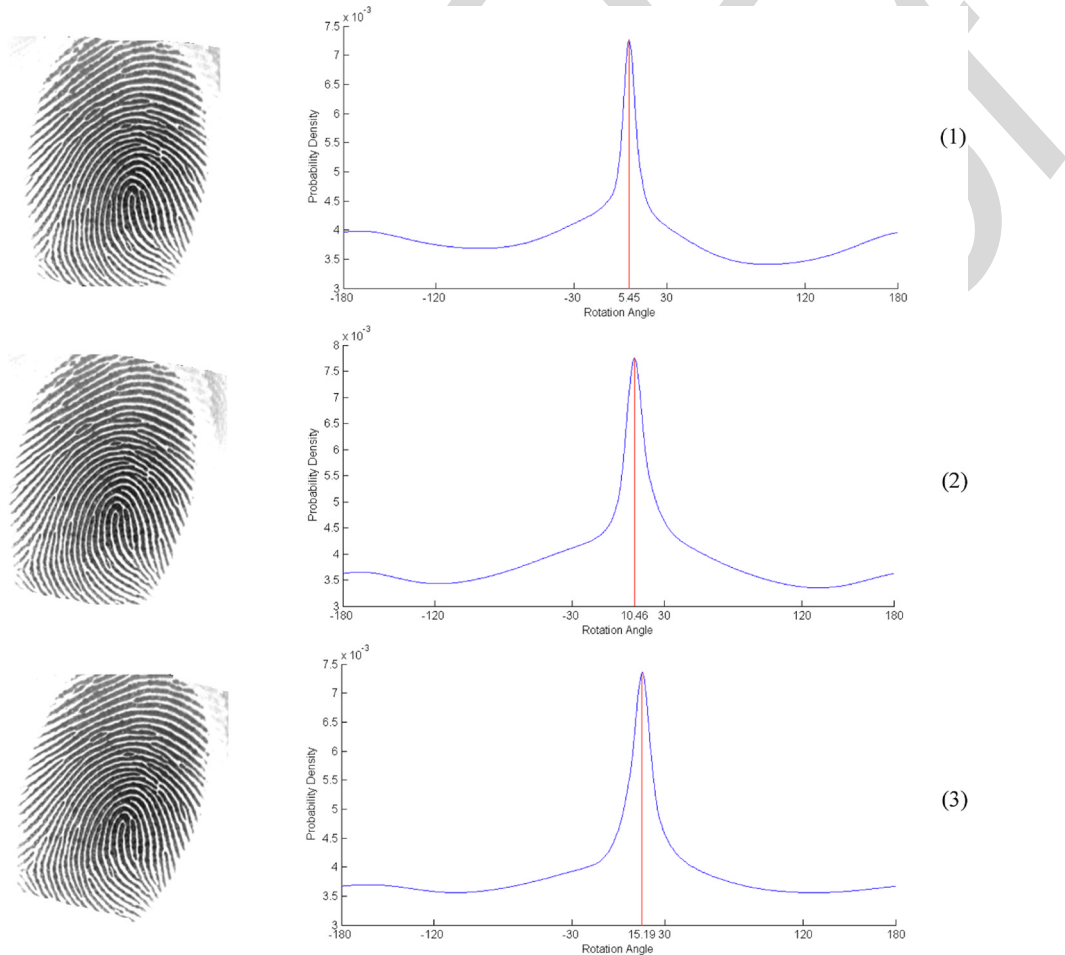 x 10⁻³
7.5
7
6.5
6
5.5
5
4.5
4
3.5
3
Probability Density
-180 -120 -30 5.45 30 120 180
Rotation Angle
(1)
x 10⁻³
8
7.5
7
6.5
6
5.5
5
4.5
4
3.5
3
Probability Density
-180 -120 -30 10.46 30 120 180
Rotation Angle
(2)
x 10⁻³
7.5
7
6.5
6
5.5
5
4.5
4
3.5
3
Probability Density
-180 -120 -30 15.19 30 120 180
Rotation Angle
(3)